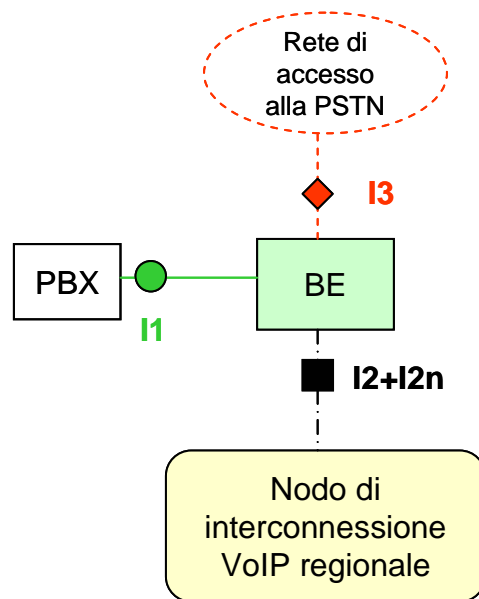 Rete di
accesso
alla PSTN
I3
PBX
BE
I1
I2+I2n
Nodo di
interconnessione
VoIP regionale